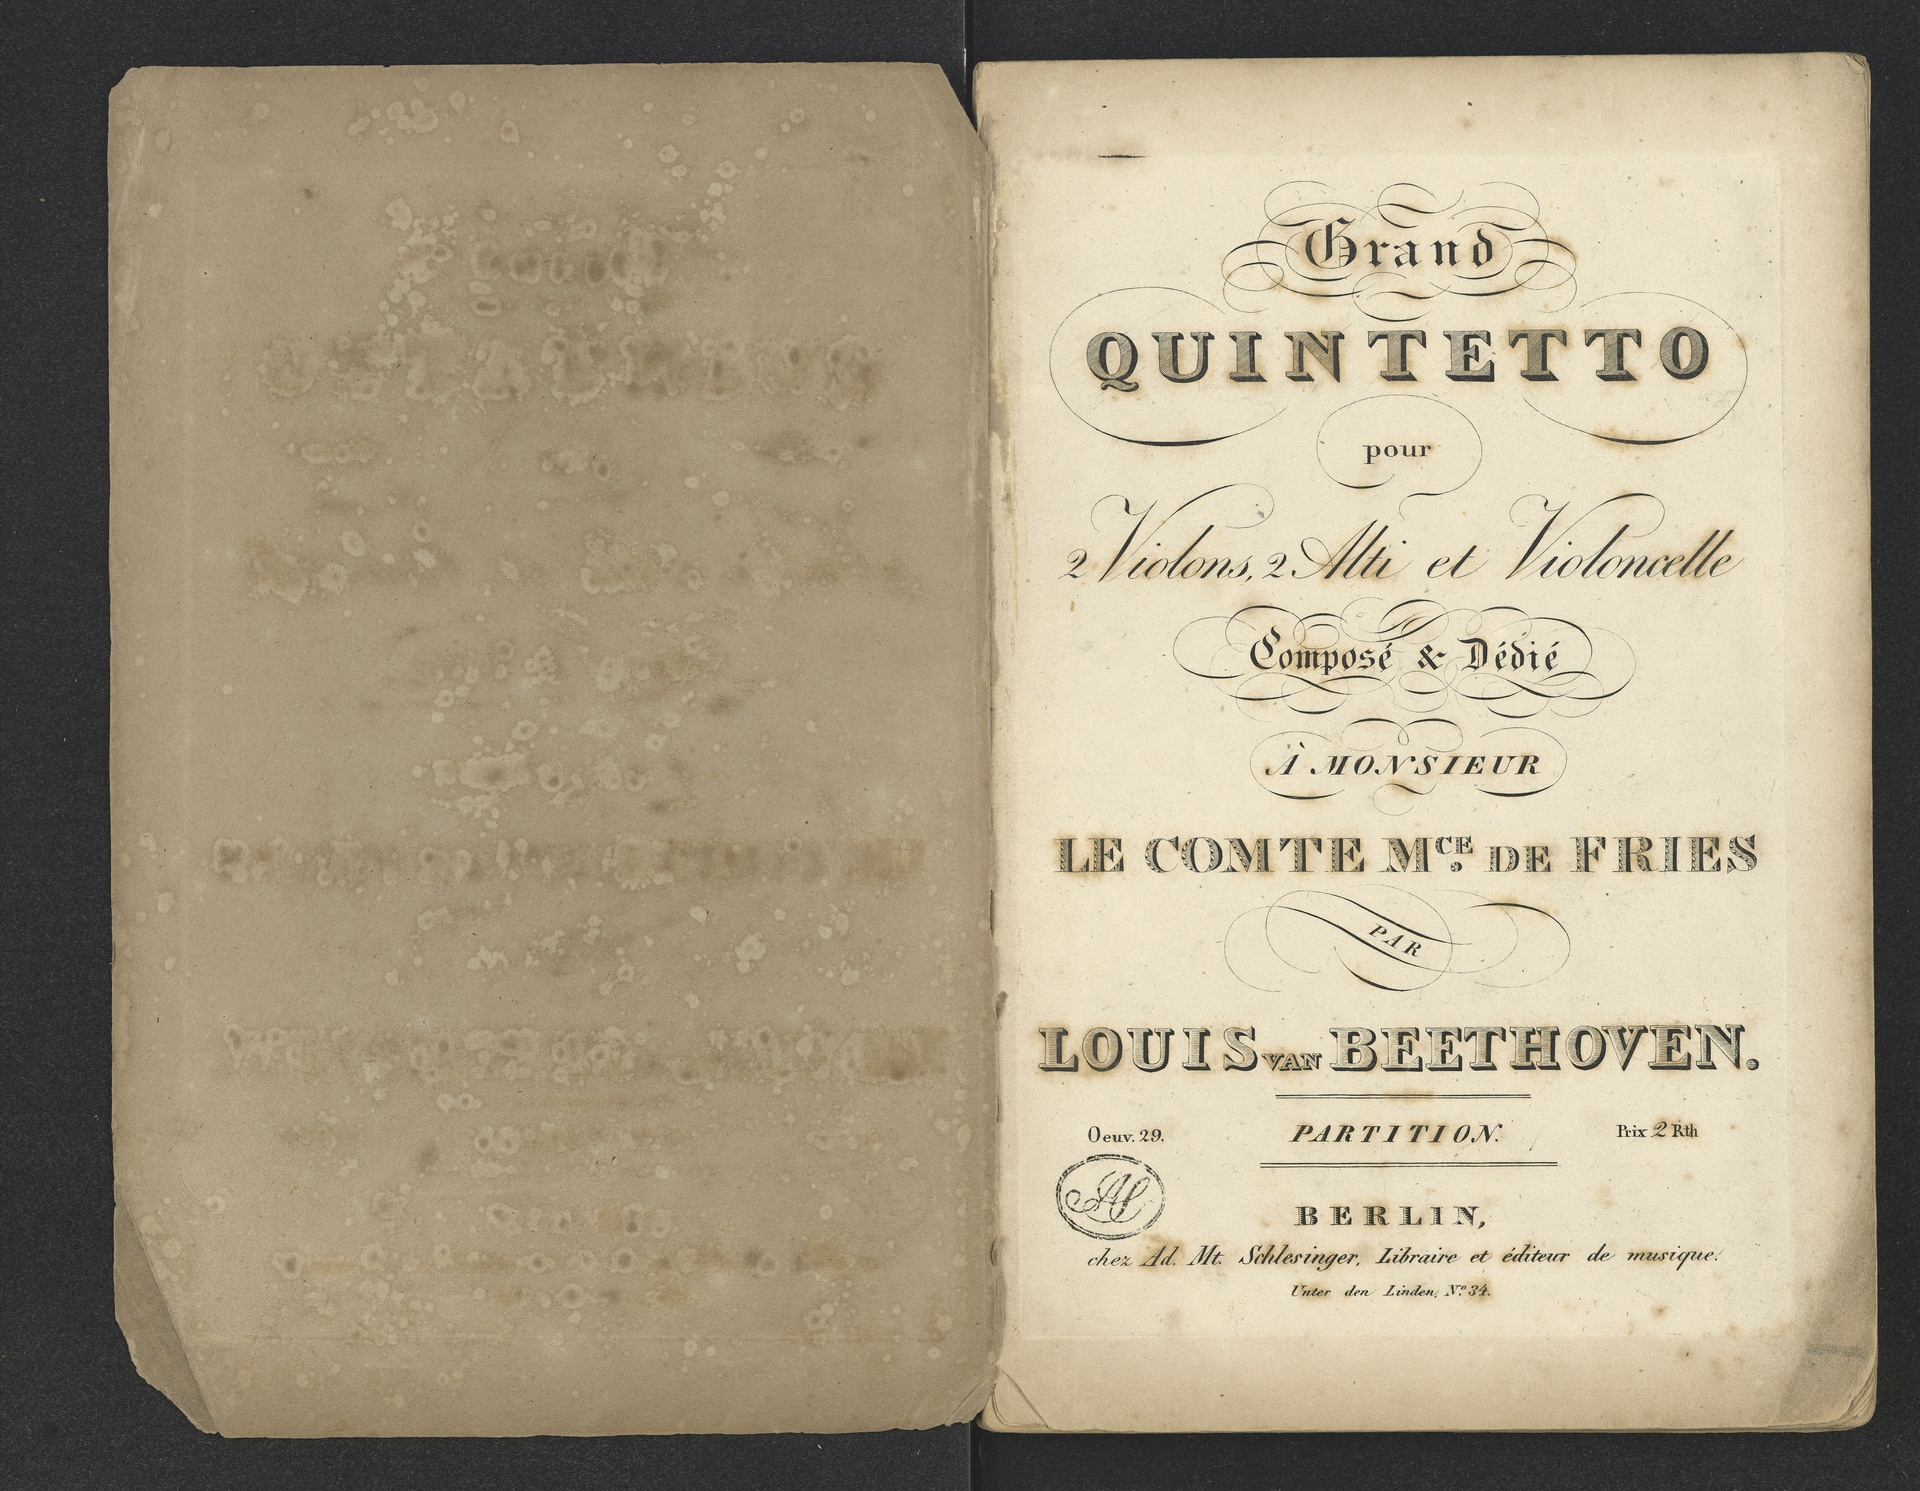 Grand
QUINTETTO
pour
2 Violons, 2 Alti et Violoncelle
Composé & Dédié
À MONSIEUR
LE COMTE MCE. DE FRIES
PAR
LOUIS VAN BEETHOVEN.
Oeuv. 29. PARTITION. Prix 2 Rth
BERLIN,
chez Ad. Mt. Schlesinger, Libraire et éditeur de musique.
Unter den Linden, No. 34.